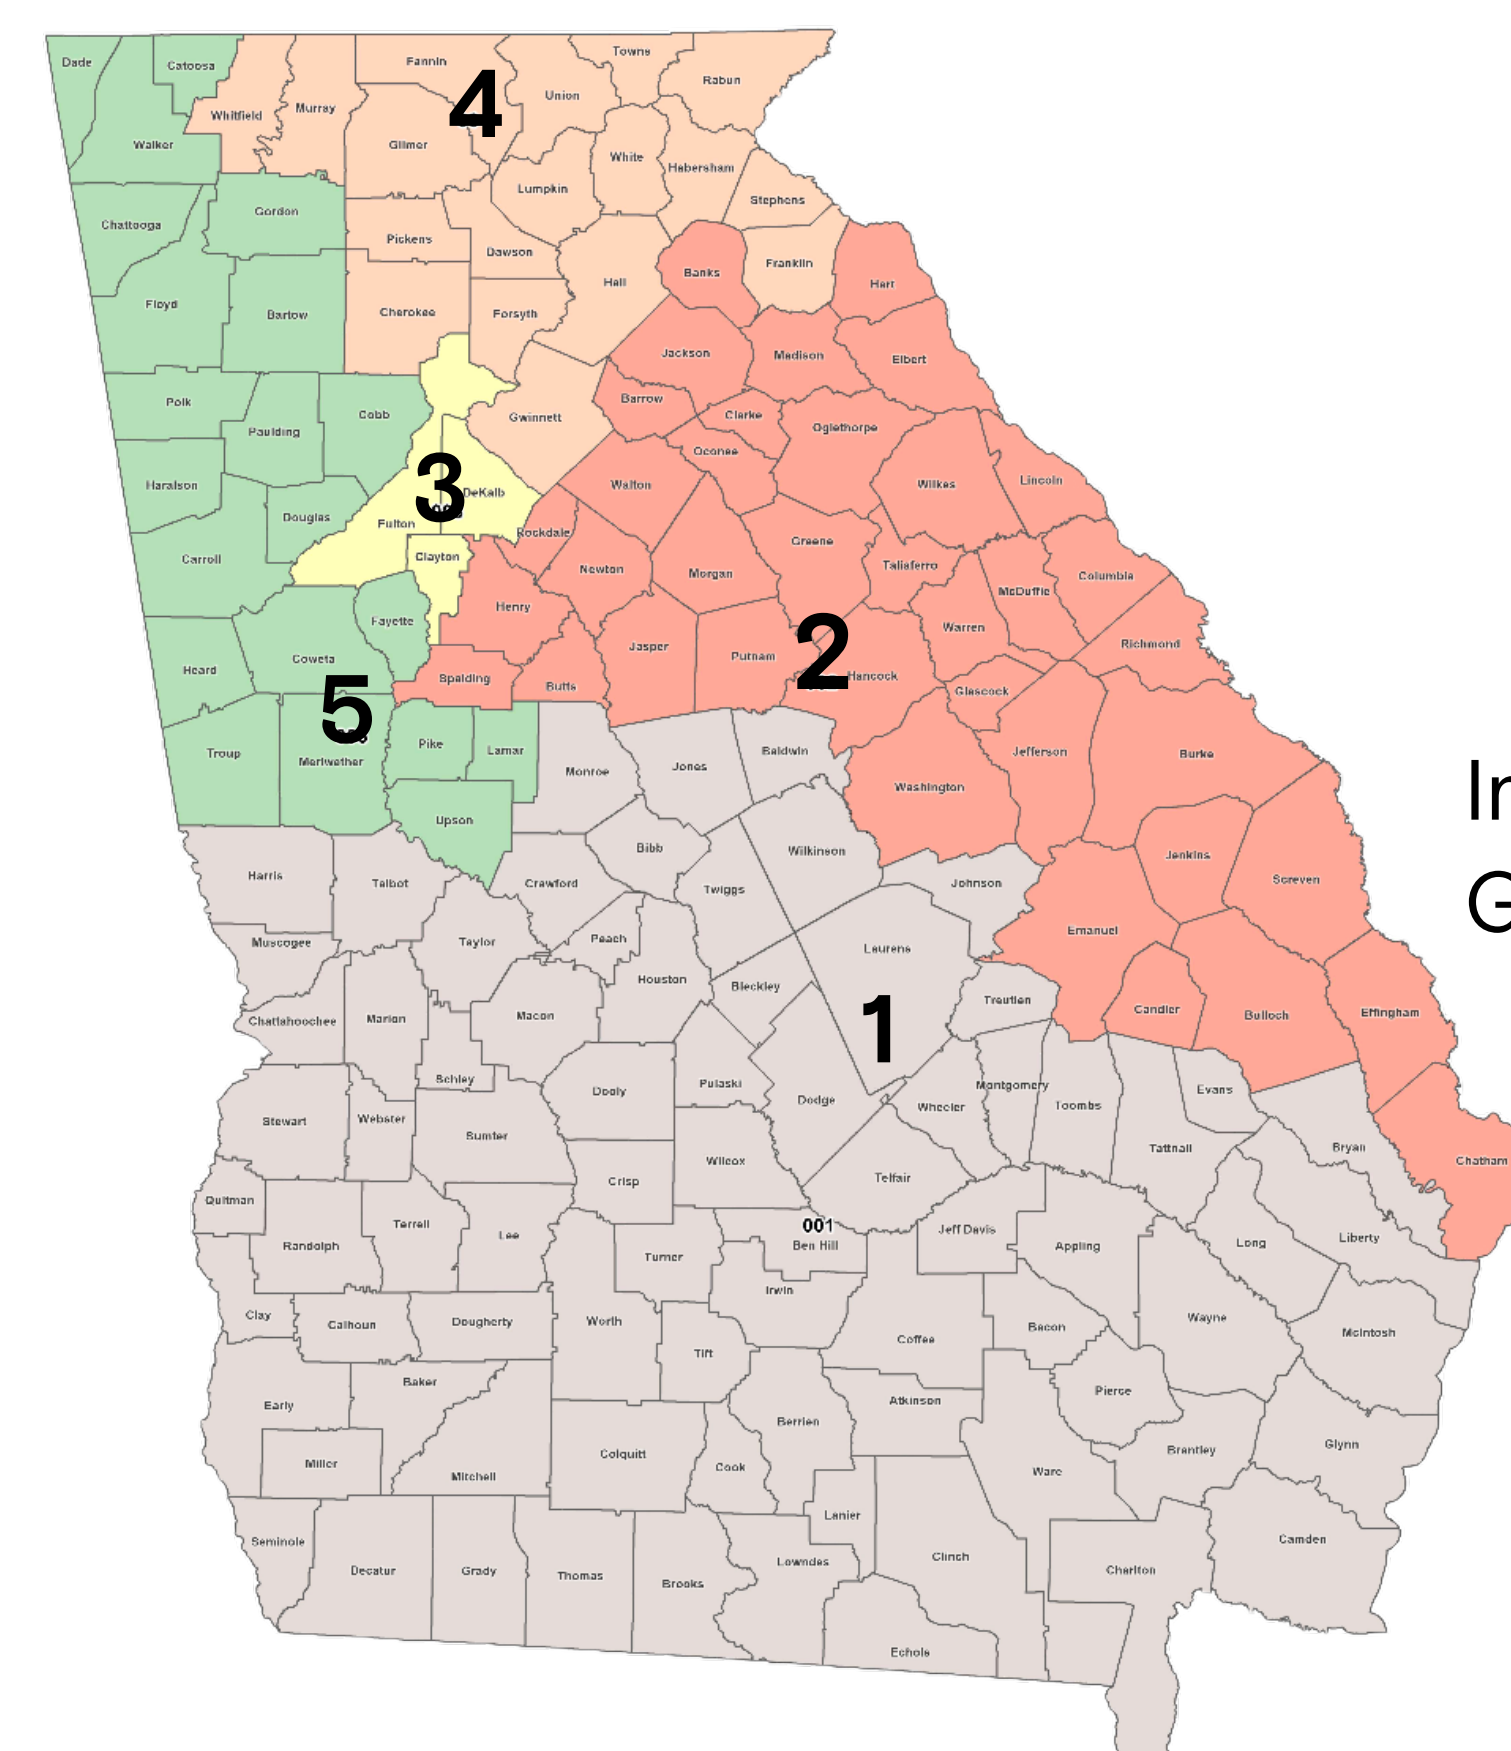 Dade
Catoosa
Fannin
Towns
Rabun
Union
Whitfield
Murray
4
Walker
Gilmer
White
Habersham
Lumpkin
Stephens
Chattooga
Gordon
Pickens
Dawson
Franklin
Banks
Hart
Hall
Floyd
Bartow
Cherokee
Forsyth
Jackson
Madison
Elbert
Polk
Cobb
Barrow
Clarke
Gwinnett
Paulding
Oglethorpe
Oconee
Haralson
3
DeKalb
Walton
Wilkes
Lincoln
Douglas
Fulton
Rockdale
Greene
Carroll
Clayton
Newton
Morgan
Taliaferro
Columbia
McDuffie
Henry
Fayette
Warren
Jasper
Putnam
2
Hancock
Richmond
Heard
Coweta
Spalding
Butts
Glascock
5
Troup
Meriwether
Pike
Lamar
Monroe
Jones
Baldwin
Jefferson
Burke
Washington
In
Upson
Bibb
Wilkinson
Jenkins
Harris
Talbot
Crawford
Twiggs
Johnson
Screven
G
Muscogee
Taylor
Peach
Laurens
Emanuel
Houston
Bleckley
Treutlen
Candler
Bulloch
Effingham
Chattahoochee
Marion
Macon
1
Schley
Dooly
Pulaski
Dodge
Montgomery
Evans
Stewart
Webster
Sumter
Wheeler
Toombs
Tattnall
Bryan
Wilcox
Crisp
Telfair
Chatham
Quitman
Terrell
Lee
001
Ben Hill
Jeff Davis
Randolph
Turner
Appling
Long
Liberty
Irwin
Clay
Calhoun
Dougherty
Worth
Tift
Coffee
Bacon
Wayne
McIntosh
Baker
Early
Atkinson
Pierce
Berrien
Miller
Mitchell
Colquitt
Cook
Ware
Brantley
Glynn
Lanier
Seminole
Decatur
Grady
Thomas
Brooks
Lowndes
Clinch
Charlton
Camden
Echols